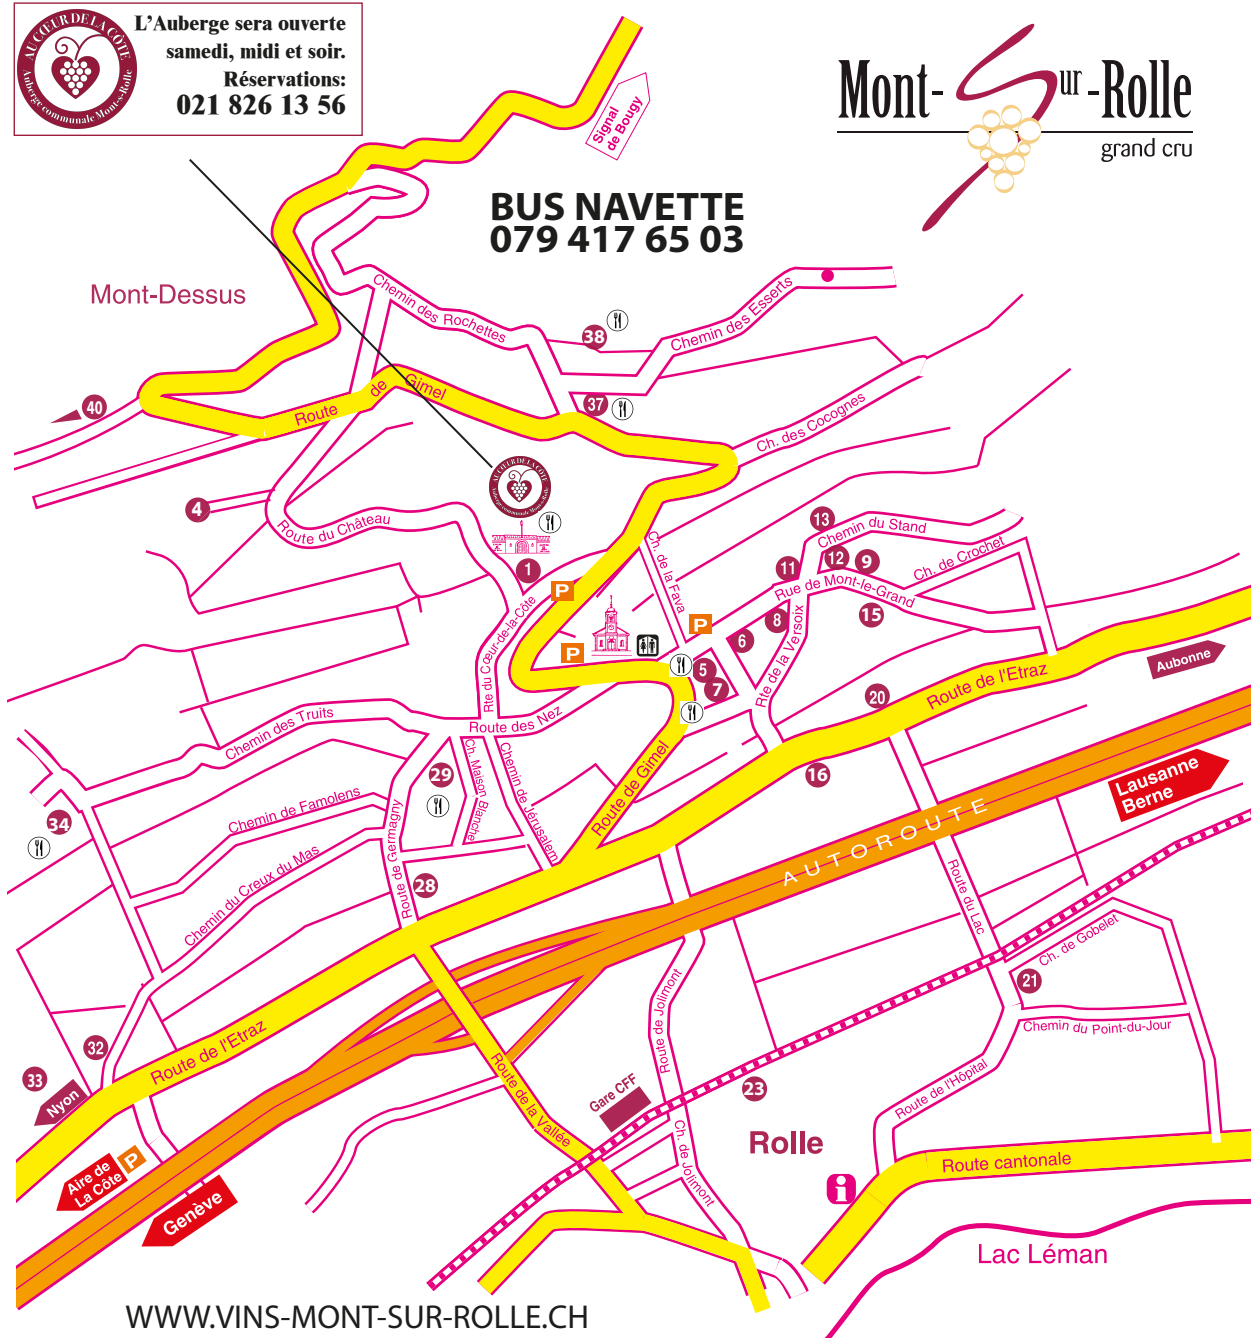 AU CŒUR DE LA CÔTE
Auberge communale Mont-s-Rolle
L'Auberge sera ouverte
samedi, midi et soir.
Réservations:
021 826 13 56
Signal
de Bougy
Mont-Sur-Rolle
grand cru
BUS NAVETTE
079 417 65 03
Mont-Dessus
Chemin des Rochettes
Chemin des Esserts
38
37
40
Route de Gimel
Ch. des Cocognes
AU CŒUR DE LA CÔTE
Auberge communale Mont-s-Rolle
4
Route du Château
1
P
Ch. de la Fava
13
Chemin du Stand
11
12
9
Ch. de Crochet
Rue de Mont-le-Grand
8
15
6
P
P
5
7
Rte du Cœur-de-la-Côte
Rte de la Versoix
Route de l'Etraz
Aubonne
20
Route des Nez
Chemin des Truits
29
Ch. Maison Blanche
Chemin de Jérusalem
Route de Gimel
16
Lausanne
Berne
34
Chemin de Famolens
Route de Germagny
AUTOROUTE
Chemin du Creux du Mas
28
Route du Lac
Ch. de Gobelet
21
Chemin du Point-du-Jour
Route de Jolimont
32
Route de l'Etraz
33
Nyon
Route de la Vallée
Gare CFF
23
Route de l'Hôpital
Rolle
Ch. de Jolimont
Route cantonale
Aire de
La Côte
P
Genève
i
Lac Léman
WWW.VINS-MONT-SUR-ROLLE.CH